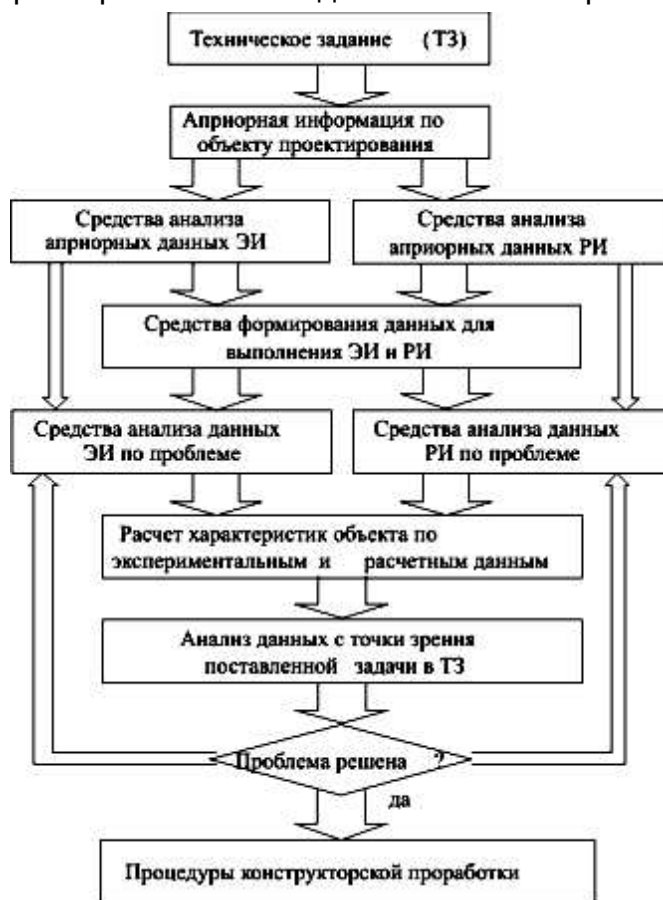 Техническое задание (ТЗ)
Априорная информация по
объекту проектирования
Средства анализа
априорных данных ЭИ
Средства анализа
априорных данных РИ
Средства формирования данных для
выполнения ЭИ и РИ
Средства анализа данных
ЭИ по проблеме
Средства анализа данных
РИ по проблеме
Расчет характеристик объекта по
экспериментальным и расчетным данным
Анализ данных с точки зрения
поставленной задачи в ТЗ
Проблема решена ?
да
Процедуры конструкторской проработки